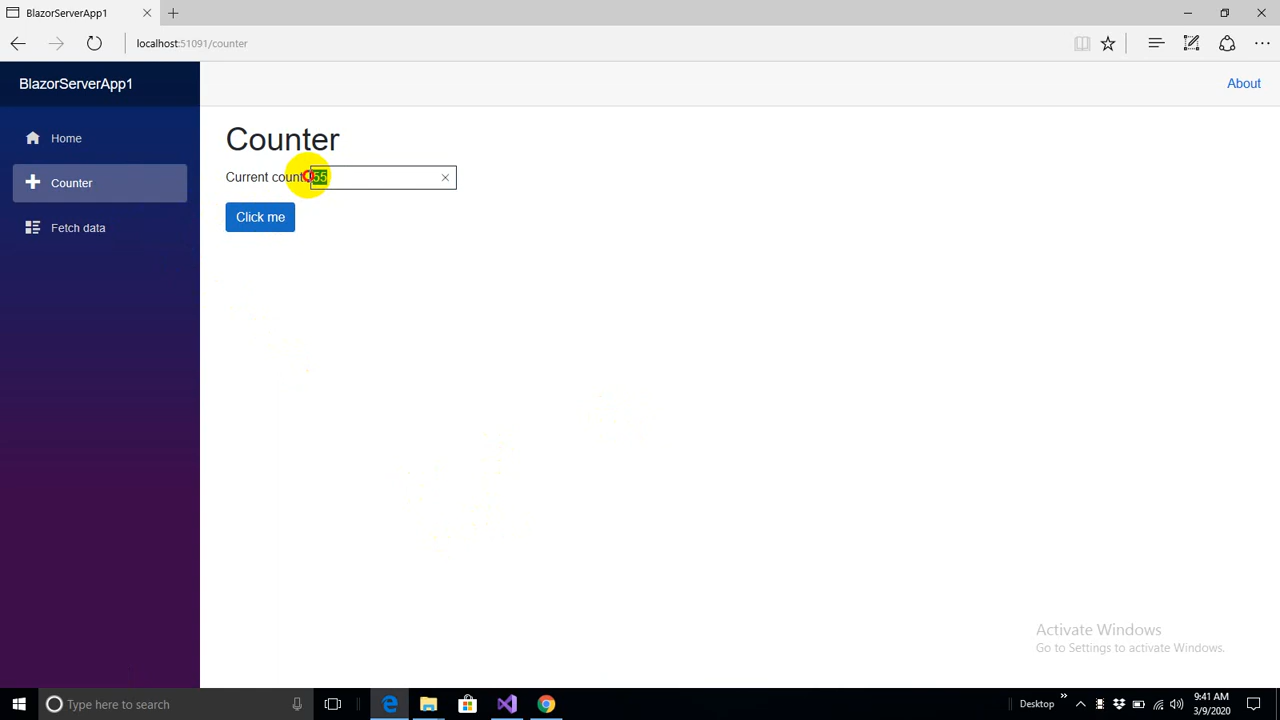 BlazorServerApp1
localhost:51091/counter
BlazorServerApp1
About
Home
Counter
Fetch data
Counter
Current count
55
Click me
Activate Windows
Go to Settings to activate Windows.
Type here to search
Desktop
9:41 AM
3/9/2020